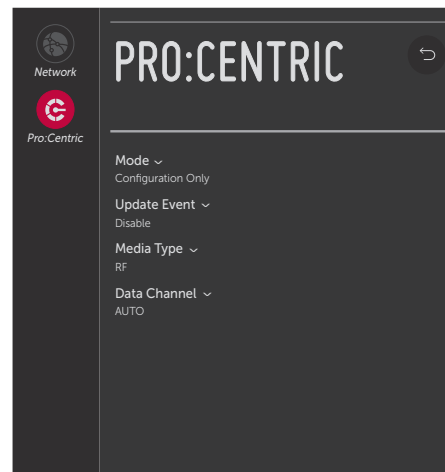 Network
PRO:CENTRIC
Pro:Centric
Mode
Configuration Only
Update Event
Disable
Media Type
RF
Data Channel
AUTO